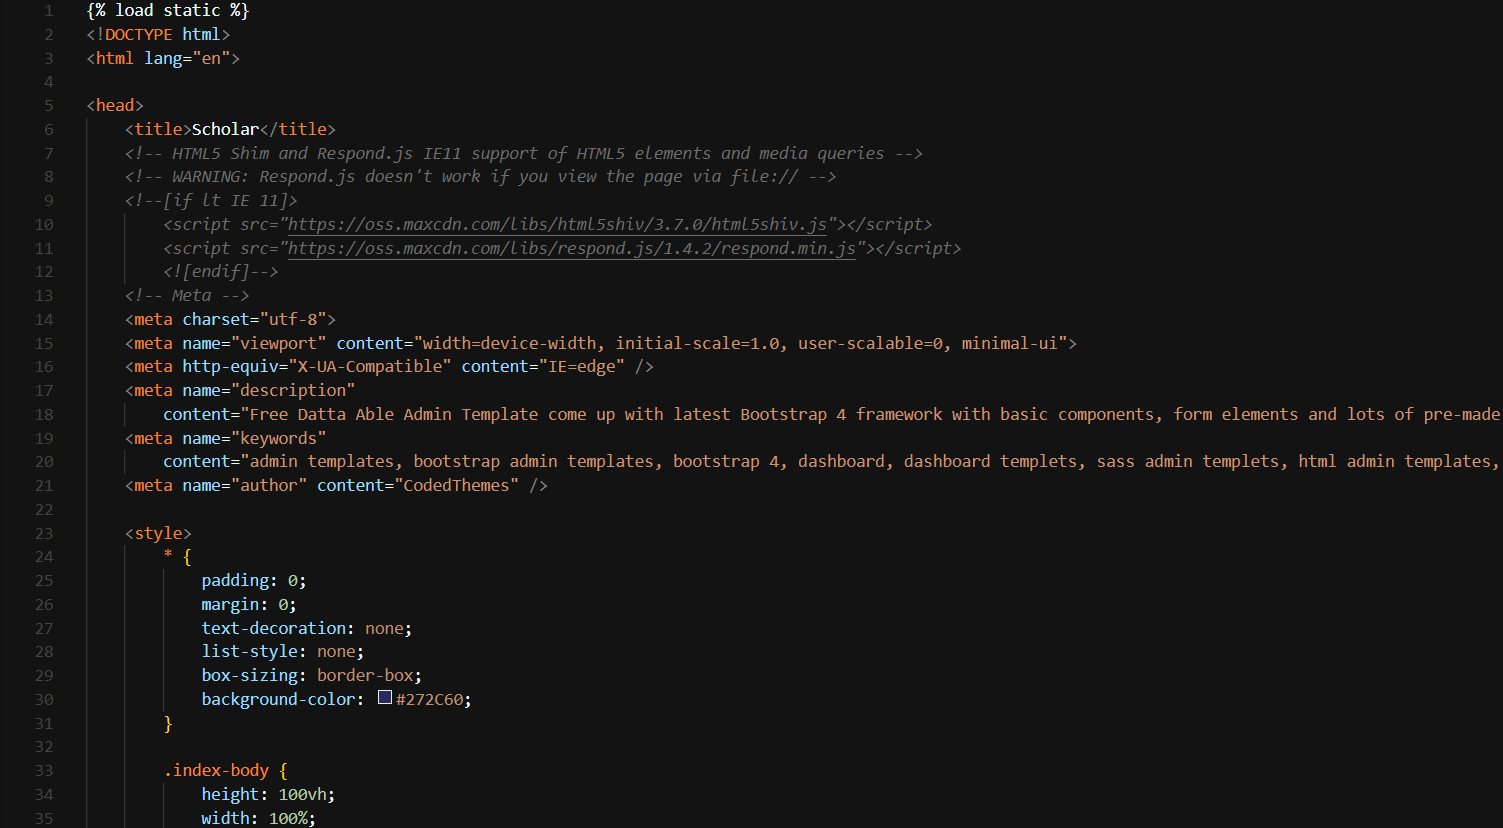 1 {% load static %}
2 <!DOCTYPE html>
3 <html lang="en">
4
5 <head>
6 <title>Scholar</title>
7 <!-- HTML5 Shim and Respond.js IE11 support of HTML5 elements and media queries -->
8 <!-- WARNING: Respond.js doesn't work if you view the page via file:// -->
9 <!--[if lt IE 11]>
10 <script src="https://oss.maxcdn.com/libs/html5shiv/3.7.0/html5shiv.js"></script>
11 <script src="https://oss.maxcdn.com/libs/respond.js/1.4.2/respond.min.js"></script>
12 <![endif]-->
13 <!-- Meta -->
14 <meta charset="utf-8">
15 <meta name="viewport" content="width=device-width, initial-scale=1.0, user-scalable=0, minimal-ui">
16 <meta http-equiv="X-UA-Compatible" content="IE=edge" />
17 <meta name="description"
18 content="Free Datta Able Admin Template come up with latest Bootstrap 4 framework with basic components, form elements and lots of pre-made
19 <meta name="keywords"
20 content="admin templates, bootstrap admin templates, bootstrap 4, dashboard, dashboard templets, sass admin templets, html admin templates,
21 <meta name="author" content="CodedThemes" />
22
23 <style>
24 * {
25 padding: 0;
26 margin: 0;
27 text-decoration: none;
28 list-style: none;
29 box-sizing: border-box;
30 background-color: #272C60;
31 }
32
33 .index-body {
34 height: 100vh;
35 width: 100%;